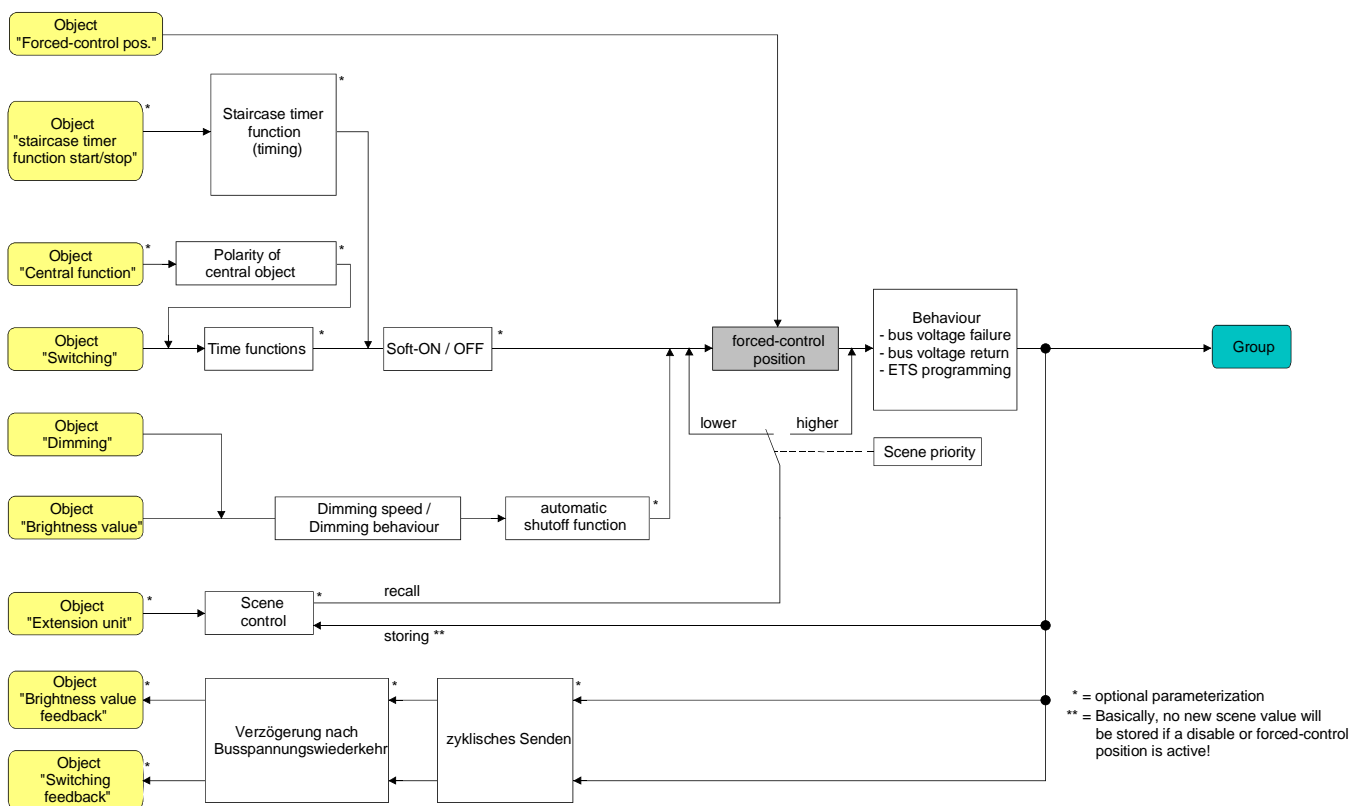 Object
"Forced-control pos."
*
Object
"staircase timer
function start/stop"
*
Staircase timer
function
(timing)
*
Object
"Central function"
*
Polarity of
central object
*
Object
"Switching"
Time functions
*
Soft-ON / OFF
*
forced-control
position
Behaviour
- bus voltage failure
- bus voltage return
- ETS programming
Group
lower
higher
Scene priority
Object
"Dimming"
Object
"Brightness value"
Dimming speed /
Dimming behaviour
automatic
shutoff function
*
Object
"Extension unit"
*
Scene
control
*
recall
storing **
Object
"Brightness value
feedback"
*
Object
"Switching
feedback"
*
Verzögerung nach
Busspannungswiederkehr
*
zyklisches Senden
*
* = optional parameterization
** = Basically, no new scene value will
be stored if a disable or forced-control
position is active!